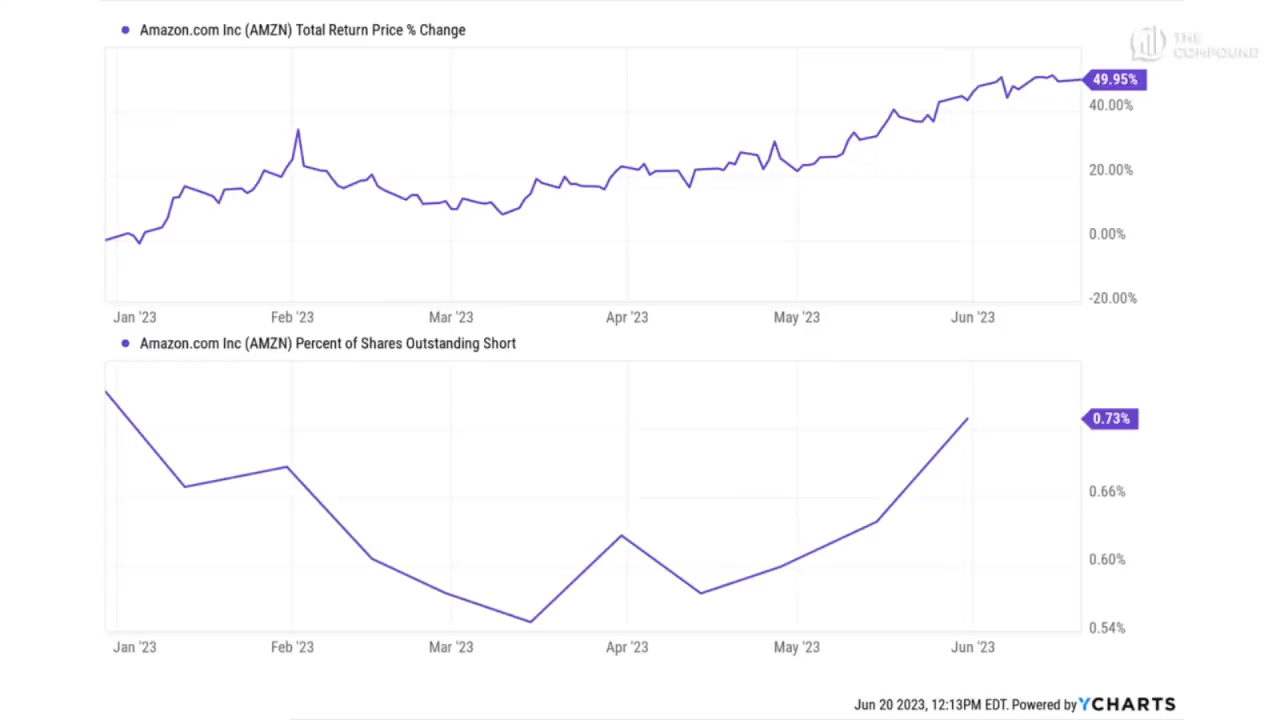 Amazon.com Inc (AMZN) Total Return Price % Change
THE
COMPOUND
49.95%
40.00%
20.00%
0.00%
-20.00%
Jan '23 Feb '23 Mar '23 Apr '23 May '23 Jun '23
Amazon.com Inc (AMZN) Percent of Shares Outstanding Short
0.73%
0.66%
0.60%
0.54%
Jan '23 Feb '23 Mar '23 Apr '23 May '23 Jun '23
Jun 20 2023, 12:13PM EDT. Powered by YCHARTS